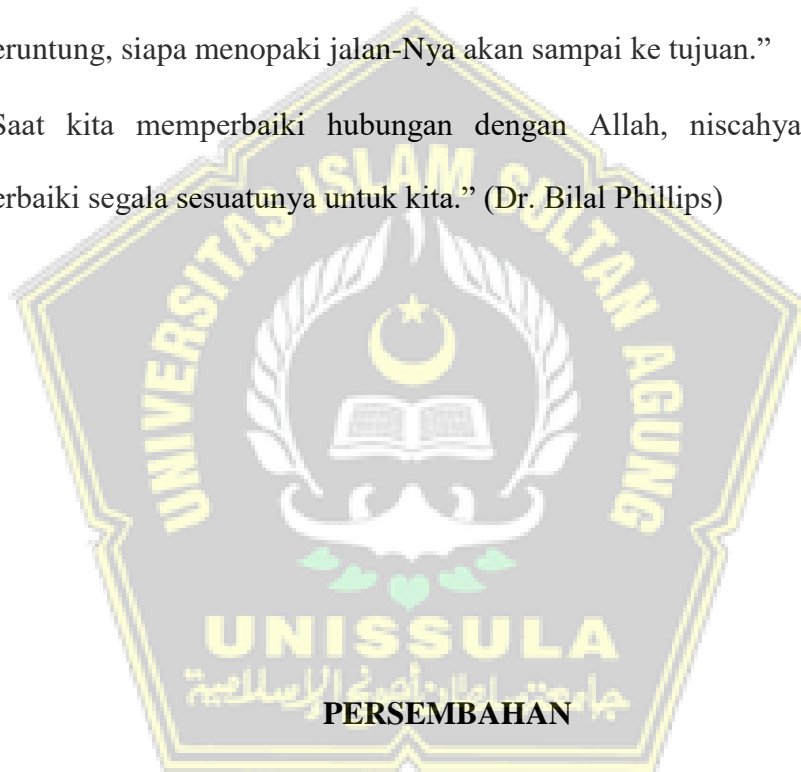 eruntung, siapa menopaki jalan-Nya akan sampai ke tujuan.”
Saat kita memperbaiki hubungan dengan Allah, niscahya
erbaiki segala sesuatunya untuk kita.” (Dr. Bilal Phillips)
UNIVERSITAS ISLAM SULTAN AGUNG
UNISSULA
جامعة سلطان أجونج الإسلامية
PERSEMBAHAN